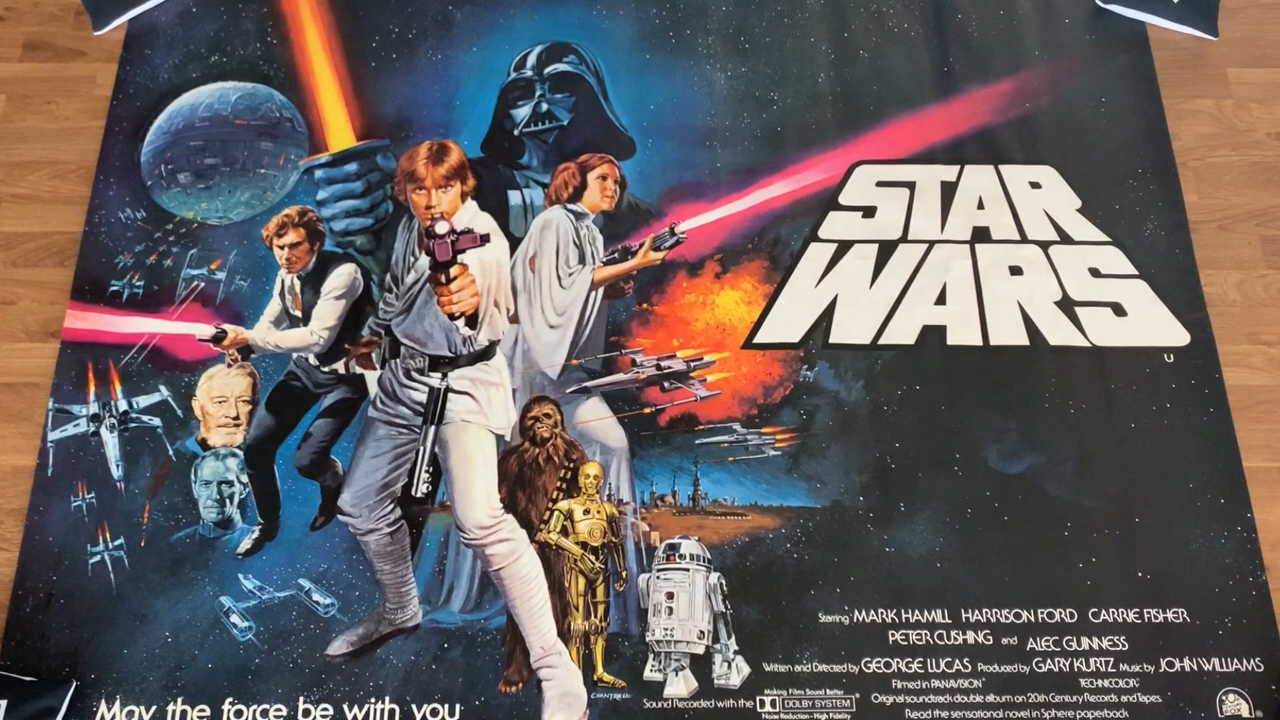 STAR
WARS
U
Starring MARK HAMILL HARRISON FORD CARRIE FISHER
PETER CUSHING and ALEC GUINNESS
Written and Directed by GEORGE LUCAS Produced by GARY KURTZ Music by JOHN WILLIAMS
Filmed in PANAVISION® TECHNICOLOR®
Making Films Sound Better
Sound Recorded with the DOLBY SYSTEM®
Noise Reduction - High Fidelity
Original soundtrack double album on 20th Century Records and Tapes.
Read the sensational novel in Sphere paperback
CHANTRELL
May the force be with you